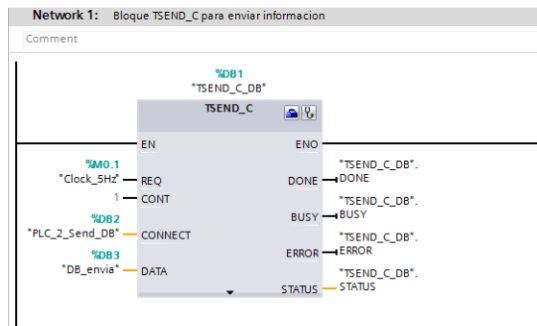 Network 1: Bloque TSEND_C para enviar informacion
Comment
%DB1
"TSEND_C_DB"
TSEND_C
EN ENO
%M0.1
"Clock_5Hz" REQ
"TSEND_C_DB".
DONE DONE
1 CONT
"TSEND_C_DB".
BUSY BUSY
%DB2
"PLC_2_Send_DB" CONNECT
"TSEND_C_DB".
ERROR ERROR
%DB3
"DB_envia" DATA
"TSEND_C_DB".
STATUS STATUS